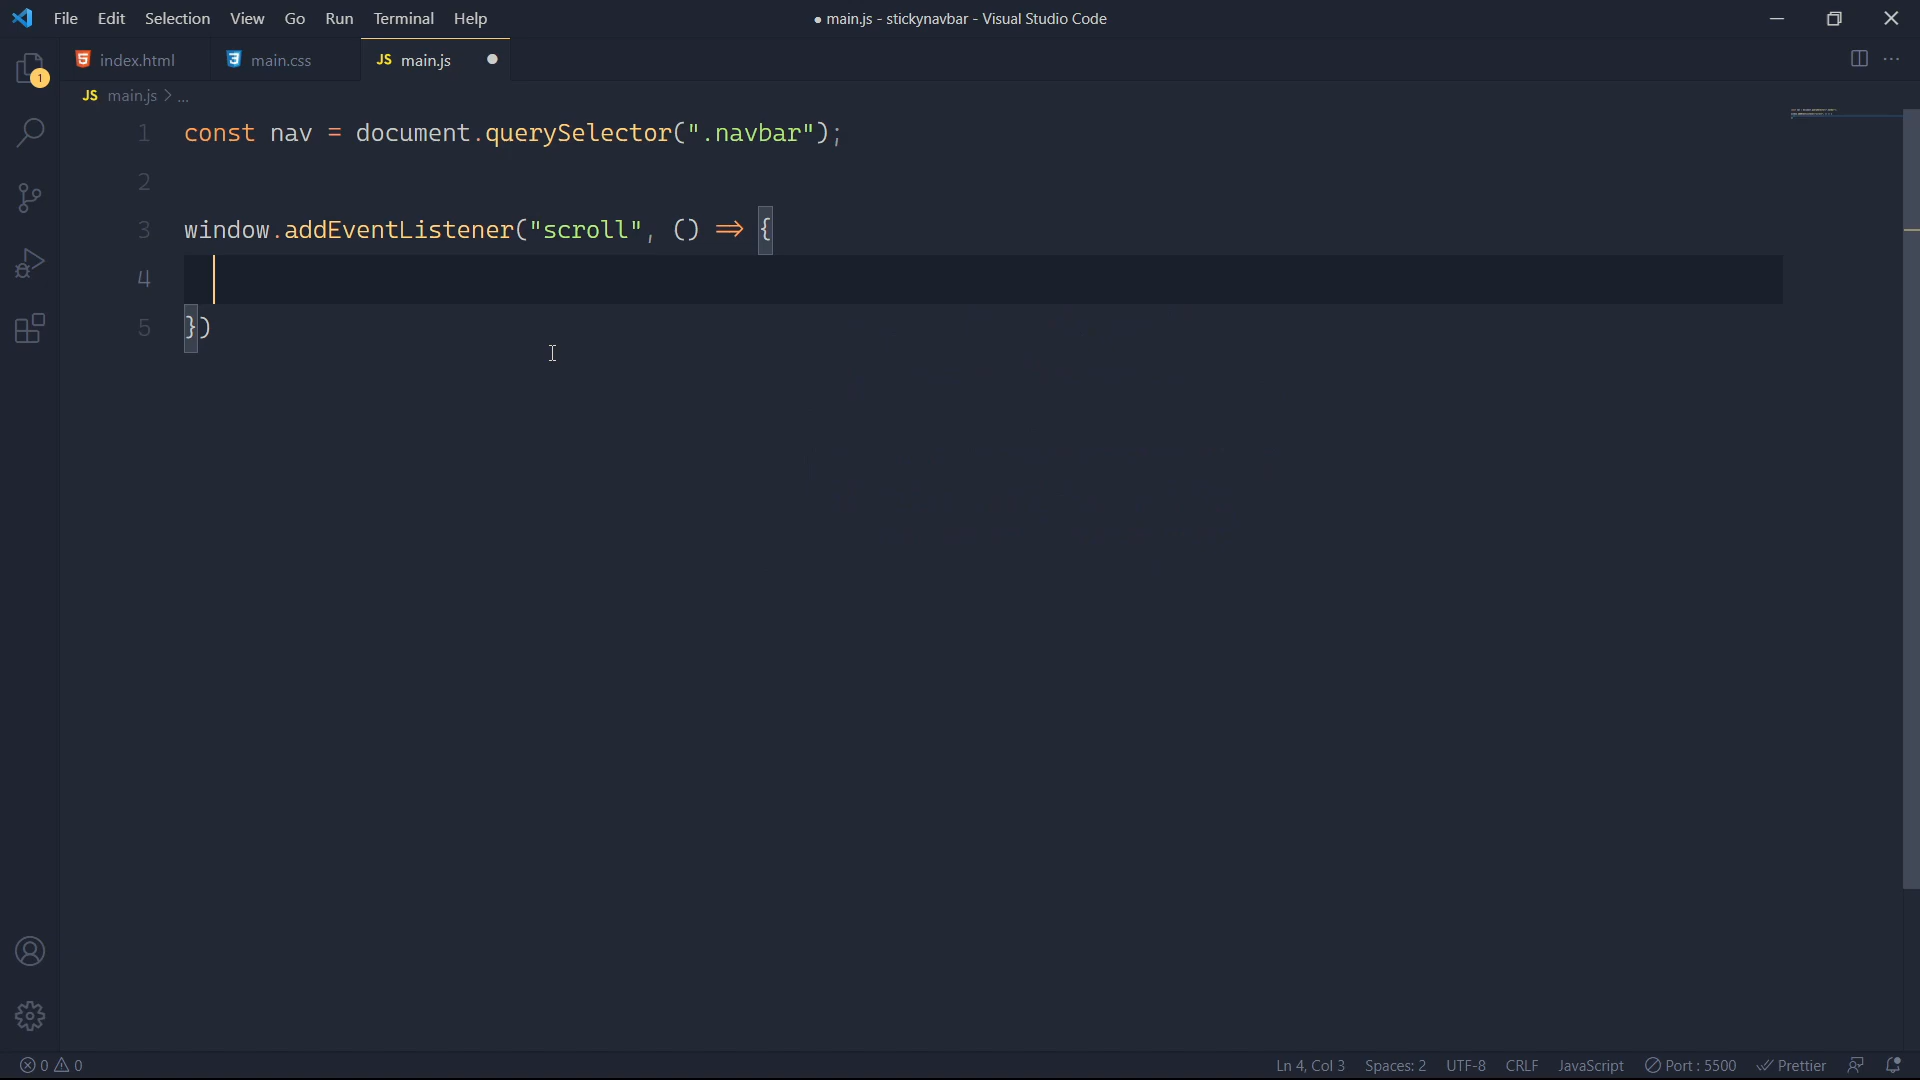 File Edit Selection View Go Run Terminal Help ● main.js - stickynavbar - Visual Studio Code
index.html main.css JS main.js
1
JS main.js > ...
1 const nav = document.querySelector(".navbar");
2
3 window.addEventListener("scroll", () => {
4
5 })
0 0 Ln 4, Col 3 Spaces: 2 UTF-8 CRLF JavaScript Port : 5500 Prettier